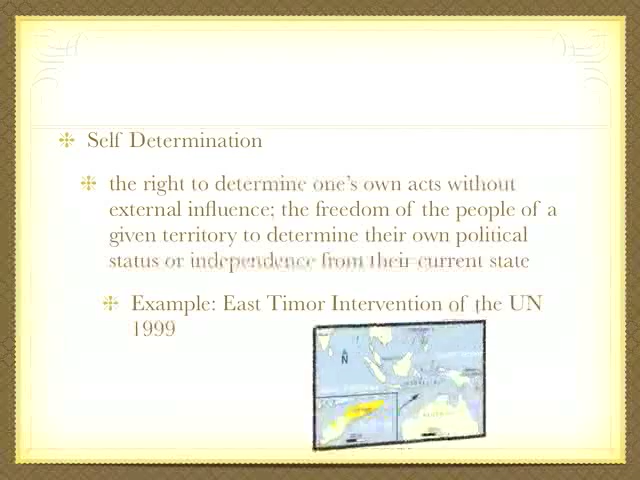 Self Determination
the right to determine one's own acts without
external influence; the freedom of the people of a
given territory to determine their own political
status or independence from their current state
Example: East Timor Intervention of the UN
1999
N